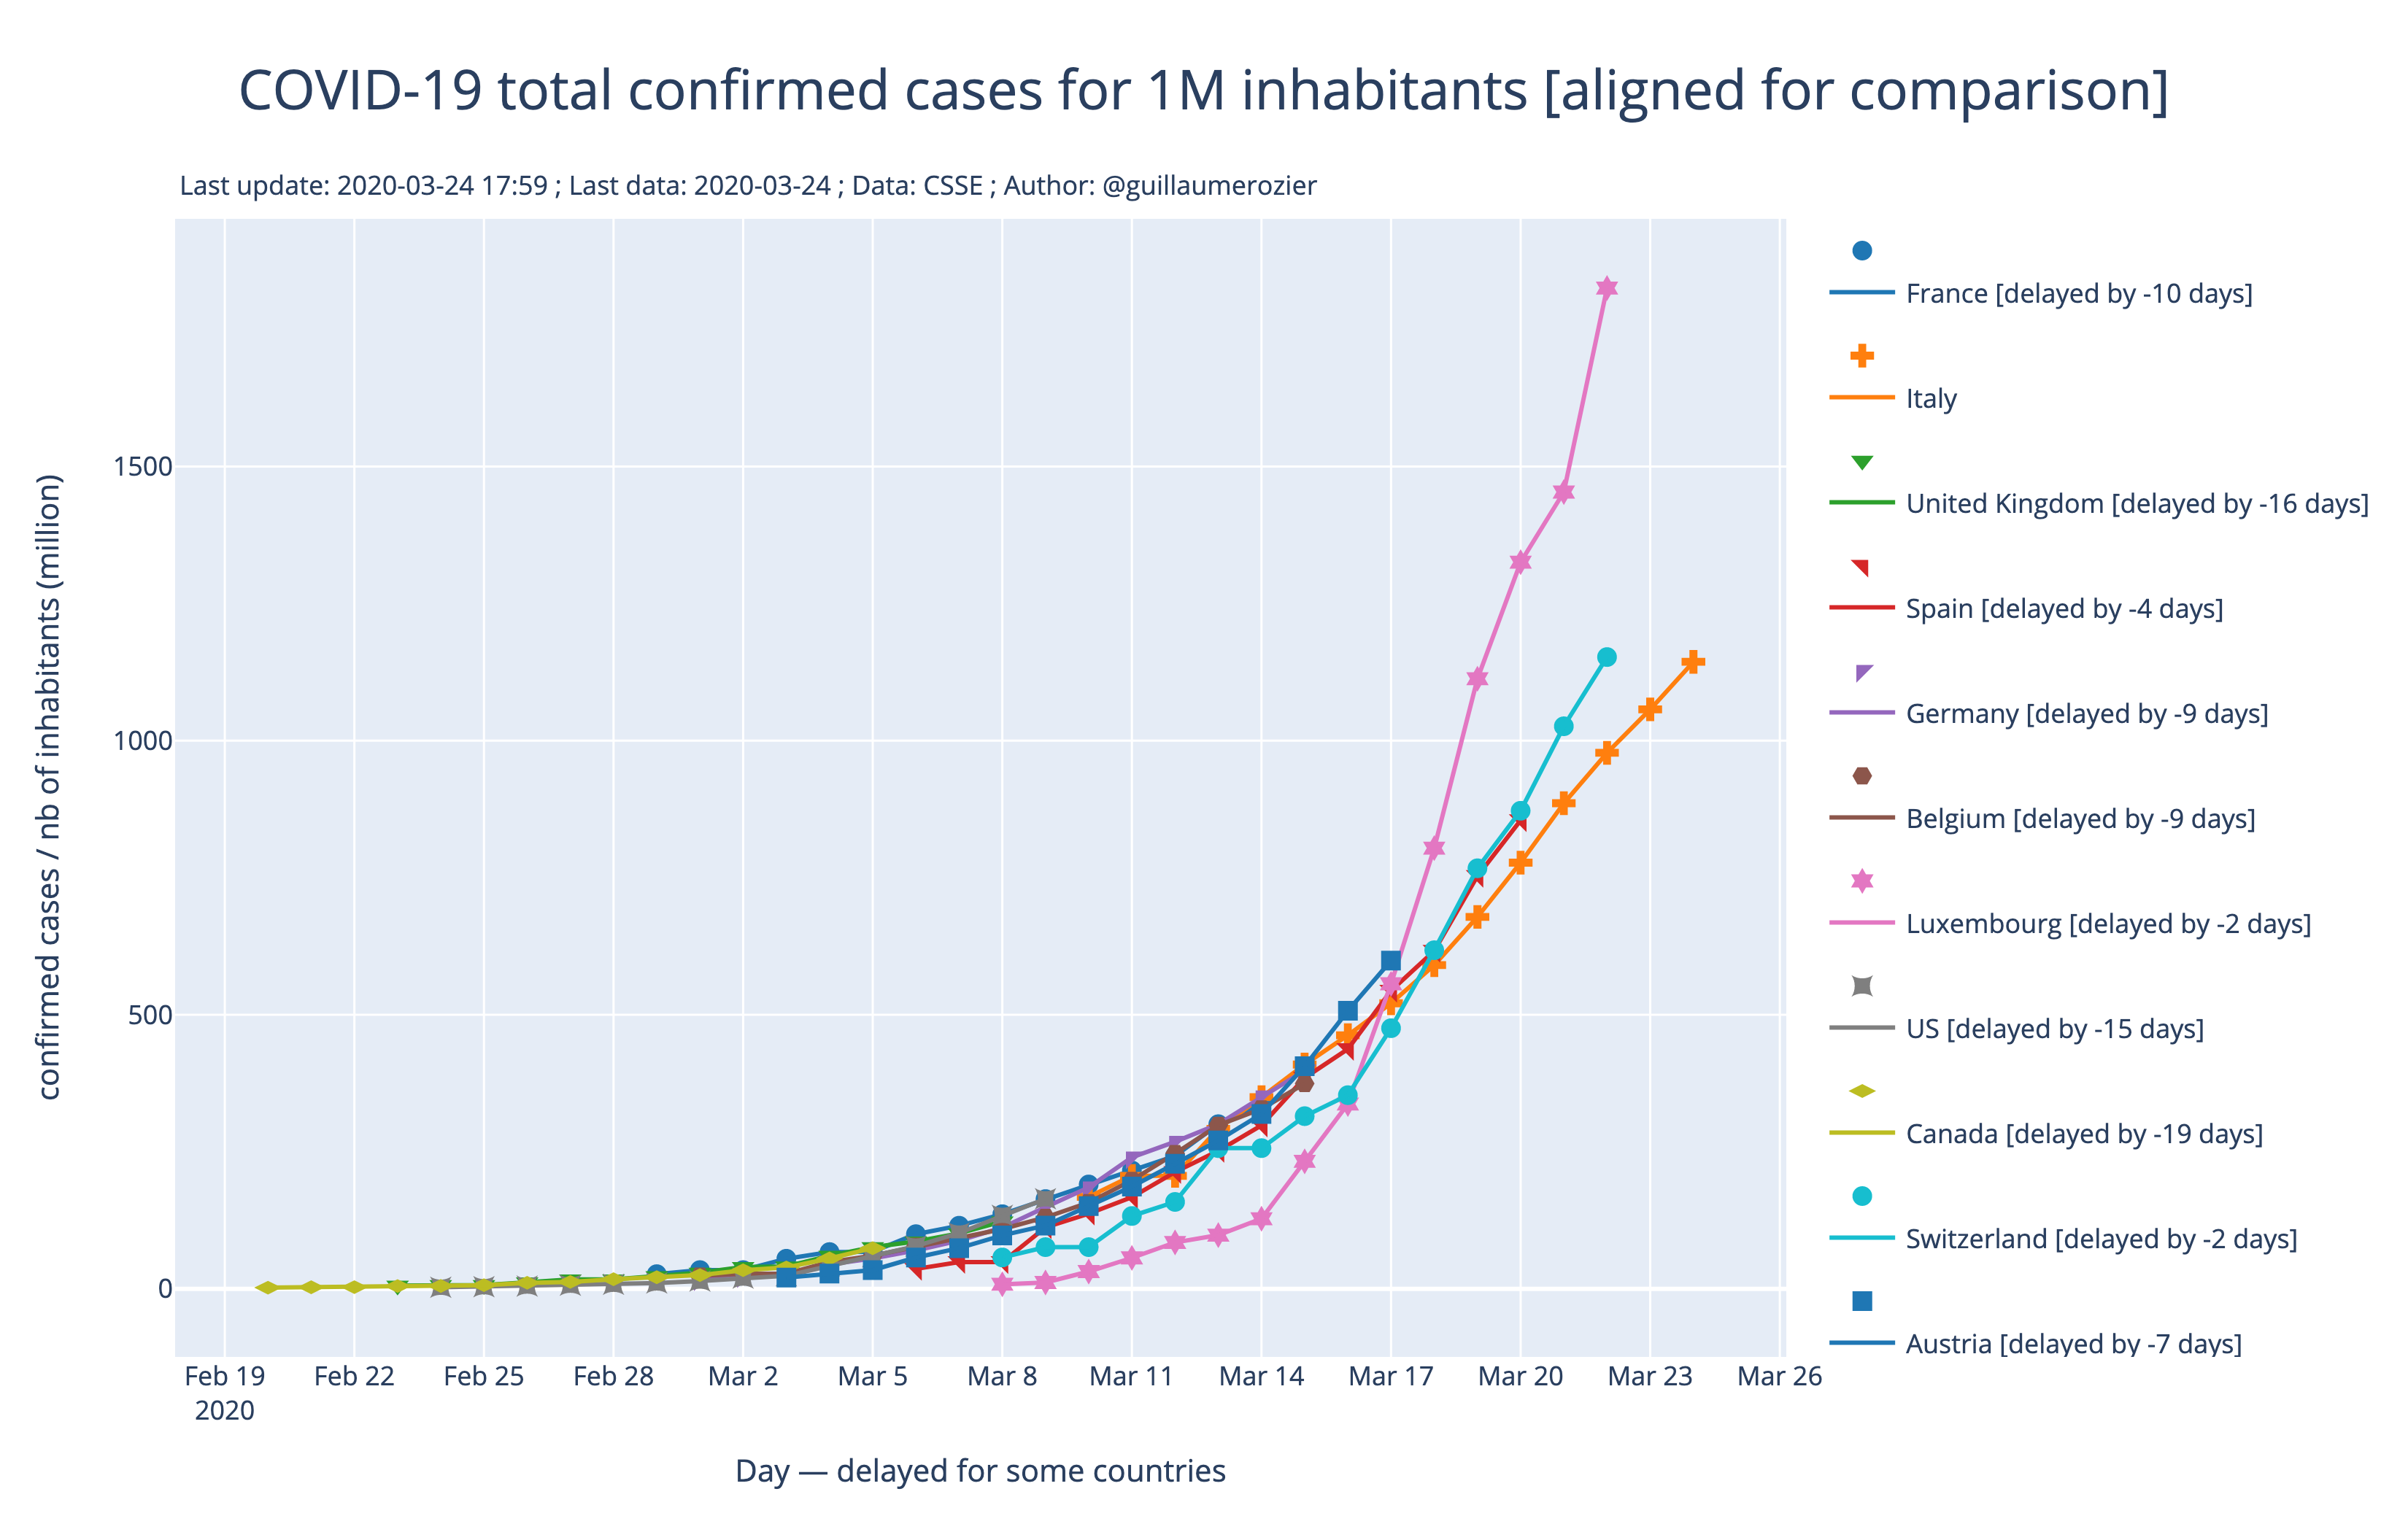 COVID-19 total confirmed cases for 1M inhabitants [aligned for comparison]
Last update: 2020-03-24 17:59 ; Last data: 2020-03-24 ; Data: CSSE ; Author: @guillaumerozier
confirmed cases / nb of inhabitants (million)
1500
1000
500
0
Feb 19 Feb 22 Feb 25 Feb 28 Mar 2 Mar 5 Mar 8 Mar 11 Mar 14 Mar 17 Mar 20 Mar 23 Mar 26
2020
Day — delayed for some countries
France [delayed by -10 days]
Italy
United Kingdom [delayed by -16 days]
Spain [delayed by -4 days]
Germany [delayed by -9 days]
Belgium [delayed by -9 days]
Luxembourg [delayed by -2 days]
US [delayed by -15 days]
Canada [delayed by -19 days]
Switzerland [delayed by -2 days]
Austria [delayed by -7 days]